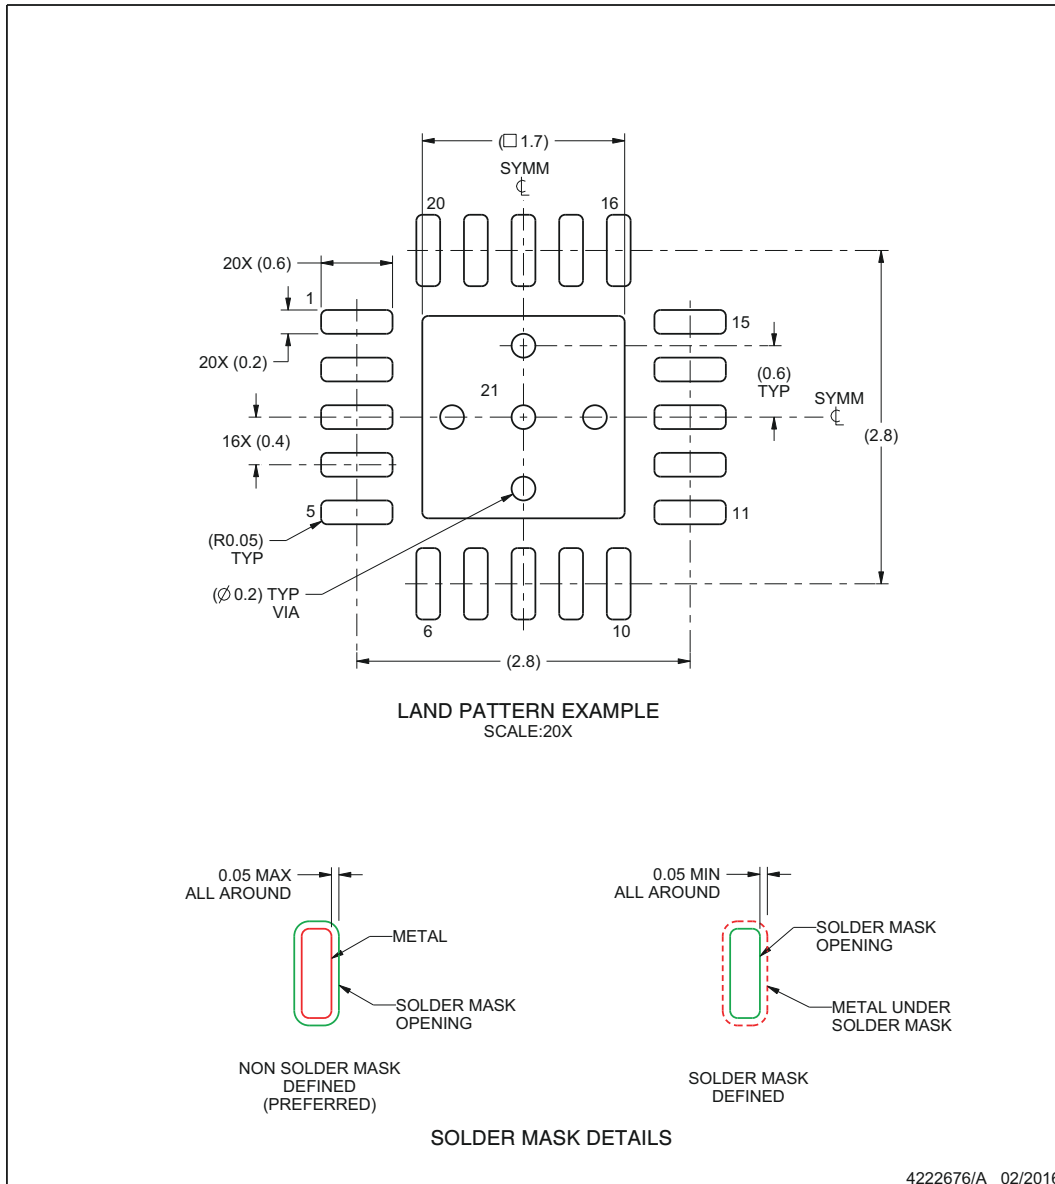 (□ 1.7)
SYMM
℄
20
16
20X (0.6)
1
15
20X (0.2)
(0.6)
TYP
21
SYMM
℄
(2.8)
16X (0.4)
5
11
(R0.05)
TYP
(Ø 0.2) TYP
VIA
6
10
(2.8)
LAND PATTERN EXAMPLE
SCALE:20X
0.05 MAX
ALL AROUND
METAL
SOLDER MASK
OPENING
NON SOLDER MASK
DEFINED
(PREFERRED)
0.05 MIN
ALL AROUND
SOLDER MASK
OPENING
METAL UNDER
SOLDER MASK
SOLDER MASK
DEFINED
SOLDER MASK DETAILS
4222676/A 02/2016